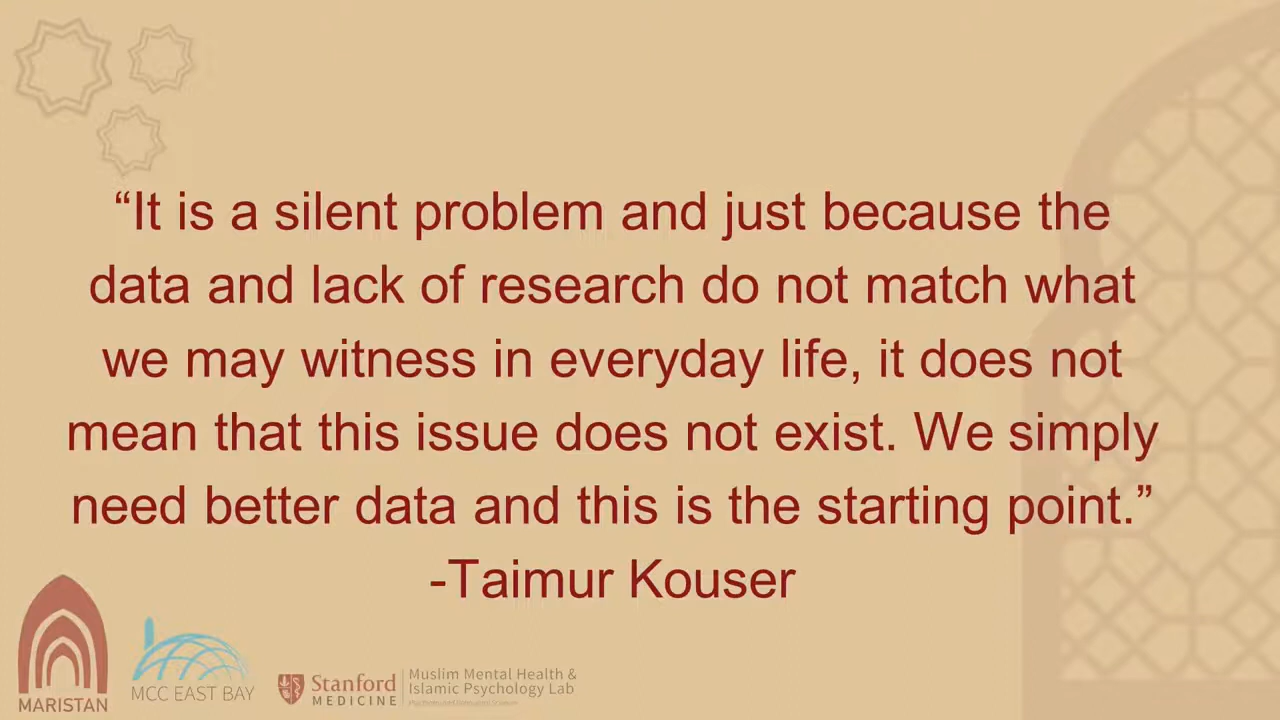 “It is a silent problem and just because the
data and lack of research do not match what
we may witness in everyday life, it does not
mean that this issue does not exist. We simply
need better data and this is the starting point.”
-Taimur Kouser
MARISTAN
MCC EAST BAY
Stanford
MEDICINE
Muslim Mental Health &
Islamic Psychology Lab